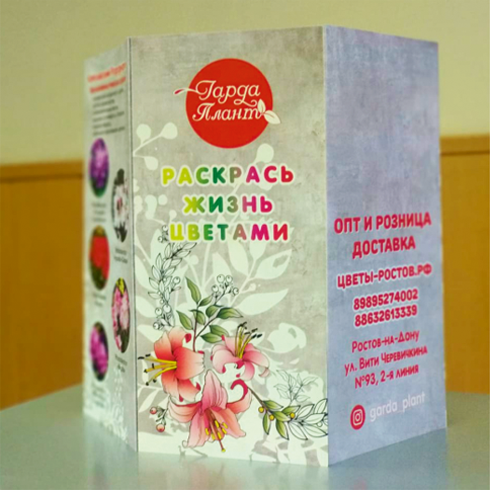 Гарда
Плант
РАСКРАСЬ
ЖИЗНЬ
ЦВЕТАМИ
ОПТ И РОЗНИЦА
ДОСТАВКА
ЦВЕТЫ-РОСТОВ.РФ
89895274002
88632613339
Ростов-на-Дону
ул. Вити Черевичкина
№93, 2-я линия
gardo_plant